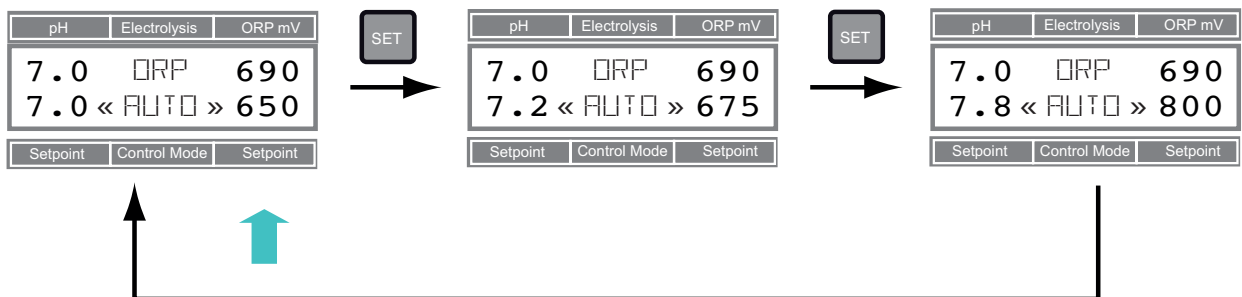 pH Electrolysis ORP mV
7.0 ORP 690
7.0 « AUTO » 650
Setpoint Control Mode Setpoint
SET
pH Electrolysis ORP mV
7.0 ORP 690
7.2 « AUTO » 675
Setpoint Control Mode Setpoint
SET
pH Electrolysis ORP mV
7.0 ORP 690
7.8 « AUTO » 800
Setpoint Control Mode Setpoint